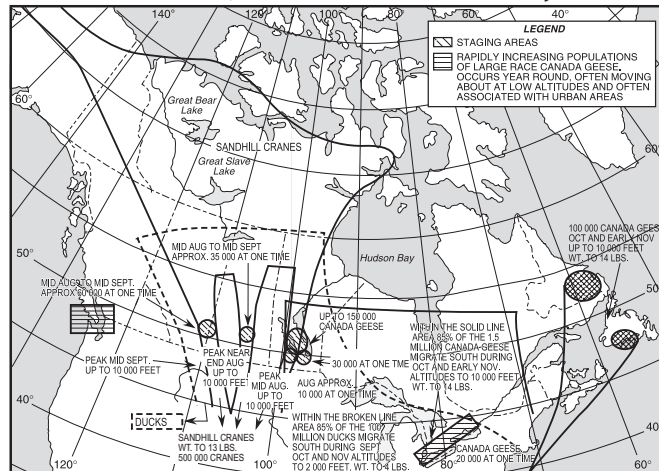 140° 120° 110° 100° 90° 80° 60° 40°
LEGEND
STAGING AREAS
RAPIDLY INCREASING POPULATIONS
OF LARGE RACE CANADA GEESE,
OCCURS YEAR ROUND, OFTEN MOVING
ABOUT AT LOW ALTITUDES AND OFTEN
ASSOCIATED WITH URBAN AREAS
60°
Great Bear
Lake
SANDHILL CRANES
Great Slave
Lake
60°
50°
Hudson Bay
100 000 CANADA GEESE
OCT AND EARLY NOV
UP TO 10,000 FEET
WT. TO 14 LBS.
50°
MID AUG TO MID SEPT
APPROX. 35 000 AT ONE TIME
MID AUG TO MID SEPT.
APPROX 60 000 AT ONE TIME
UP TO 150 000
CANADA GEESE
WITHIN THE SOLID LINE
AREA 85% OF THE 1.5
MILLION CANADA GEESE
MIGRATE SOUTH DURING
OCT AND EARLY NOV.
ALTITUDES TO 10,000 FEET
WT. TO 14 LBS.
PEAK MID SEPT.
UP TO 10,000 FEET
PEAK NEAR
END AUG
UP TO
10 000 FEET
PEAK
MID AUG.
UP TO
10 000 FEET
30 000 AT ONE TIME
AUG APPROX.
10 000 AT ONE TIME
40°
40°
DUCKS
SANDHILL CRANES
WT. TO 13 LBS.
500 000 CRANES
WITHIN THE BROKEN LINE
AREA 85% OF THE 100
MILLION DUCKS MIGRATE
SOUTH DURING SEPT
OCT AND NOV ALTITUDES
TO 2 000 FEET. WT. TO 4 LBS.
CANADA GEESE
20 000 AT ONE TIME
120° 100° 80° 60°